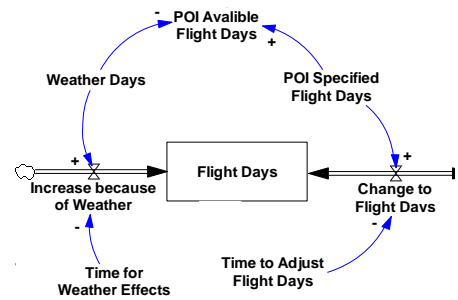 -
POI Avalible
Flight Days
+
Weather Days
POI Specified
Flight Days
+
+
Flight Days
Increase because
of Weather
Change to
Flight Days
-
-
Time for
Weather Effects
Time to Adjust
Flight Days